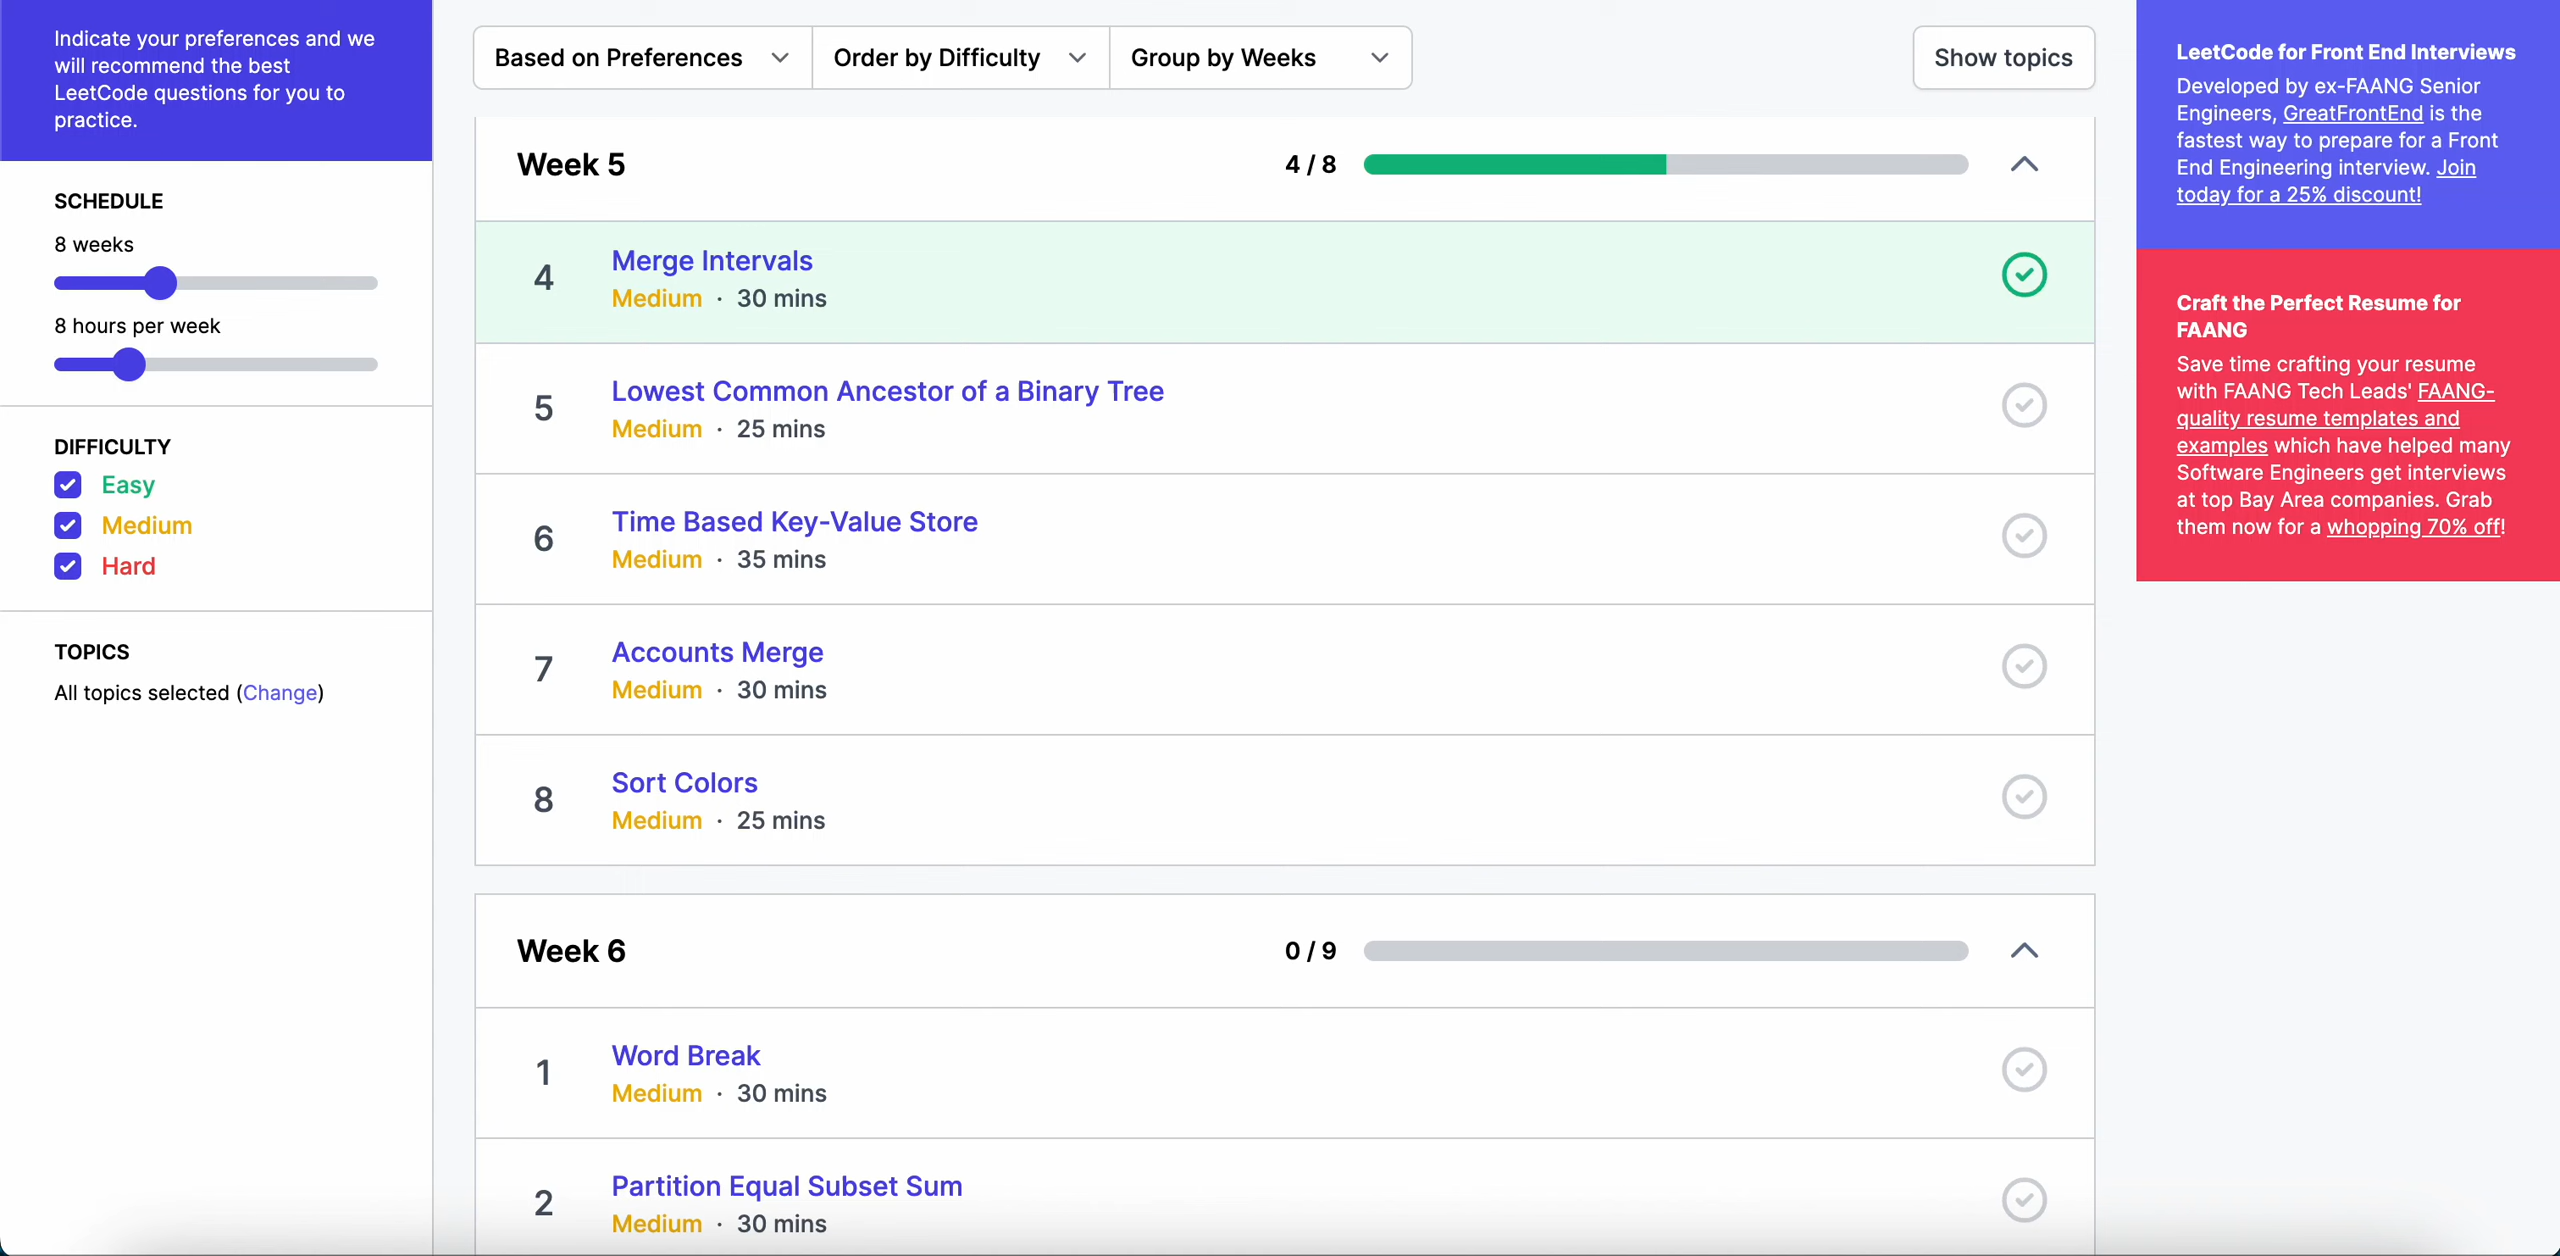 Indicate your preferences and we
will recommend the best
LeetCode questions for you to
practice.
SCHEDULE
8 weeks
8 hours per week
DIFFICULTY
Easy
Medium
Hard
TOPICS
All topics selected (Change)
Based on Preferences
Order by Difficulty
Group by Weeks
Show topics
Week 5
4 / 8
4
Merge Intervals
Medium · 30 mins
5
Lowest Common Ancestor of a Binary Tree
Medium · 25 mins
6
Time Based Key-Value Store
Medium · 35 mins
7
Accounts Merge
Medium · 30 mins
8
Sort Colors
Medium · 25 mins
Week 6
0 / 9
1
Word Break
Medium · 30 mins
2
Partition Equal Subset Sum
Medium · 30 mins
LeetCode for Front End Interviews
Developed by ex-FAANG Senior
Engineers, GreatFrontEnd is the
fastest way to prepare for a Front
End Engineering interview. Join
today for a 25% discount!
Craft the Perfect Resume for
FAANG
Save time crafting your resume
with FAANG Tech Leads' FAANG-
quality resume templates and
examples which have helped many
Software Engineers get interviews
at top Bay Area companies. Grab
them now for a whopping 70% off!